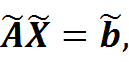 ÃX̃ = b̃,